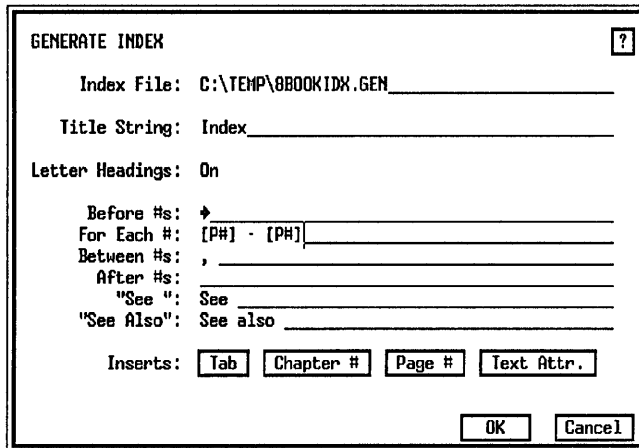 GENERATE INDEX ?
Index File: C:\TEMP\8BOOKIDX.GEN
Title String: Index
Letter Headings: On
Before #s: →
For Each #: [P#] - [P#]
Between #s: ,
After #s:
"See ": See
"See Also": See also
Inserts: Tab Chapter # Page # Text Attr.
OK Cancel